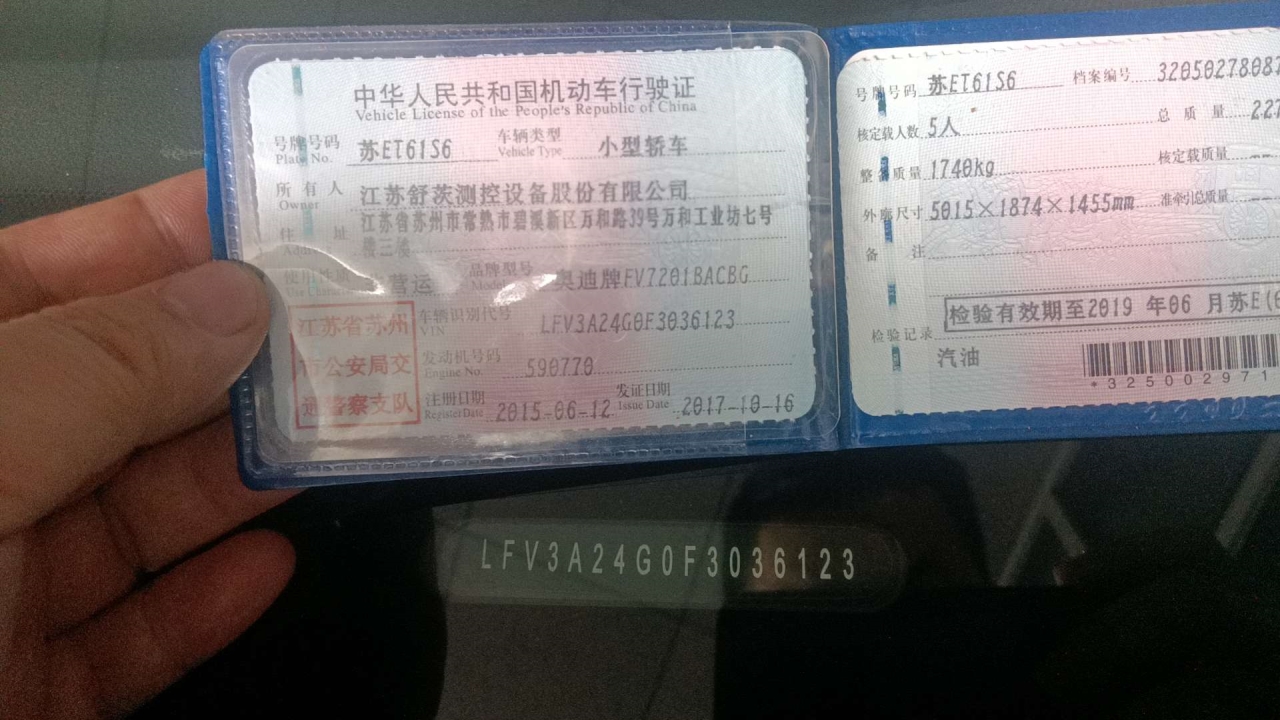 中华人民共和国机动车行驶证
Vehicle License of the People's Republic of China
号牌号码 苏ET61S6 车辆类型 小型轿车
Plate No. Vehicle Type
所有人 江苏舒茨测控设备股份有限公司
Owner
住址 江苏省苏州市常熟市碧溪新区万和路39号万和工业坊七号
楼三楼
营运 品牌型号 奥迪牌FV7201BACBG
车辆识别代号 LFV3A24G0F3036123
VIN
发动机号码 590770
Engine No.
注册日期 2015-06-12 发证日期 2017-10-16
Register Date Issue Date
江苏省苏州
市公安局交
通警察支队
号牌号码 苏ET61S6 档案编号 32050278087
核定载人数 5人 总质量
整备质量 1740kg 核定载质量
外廓尺寸 5015×1874×1455mm 准牵引总质量
备注
检验有效期至2019 年06 月苏E
检验记录
汽油
*325002971
LFV3A24G0F3036123